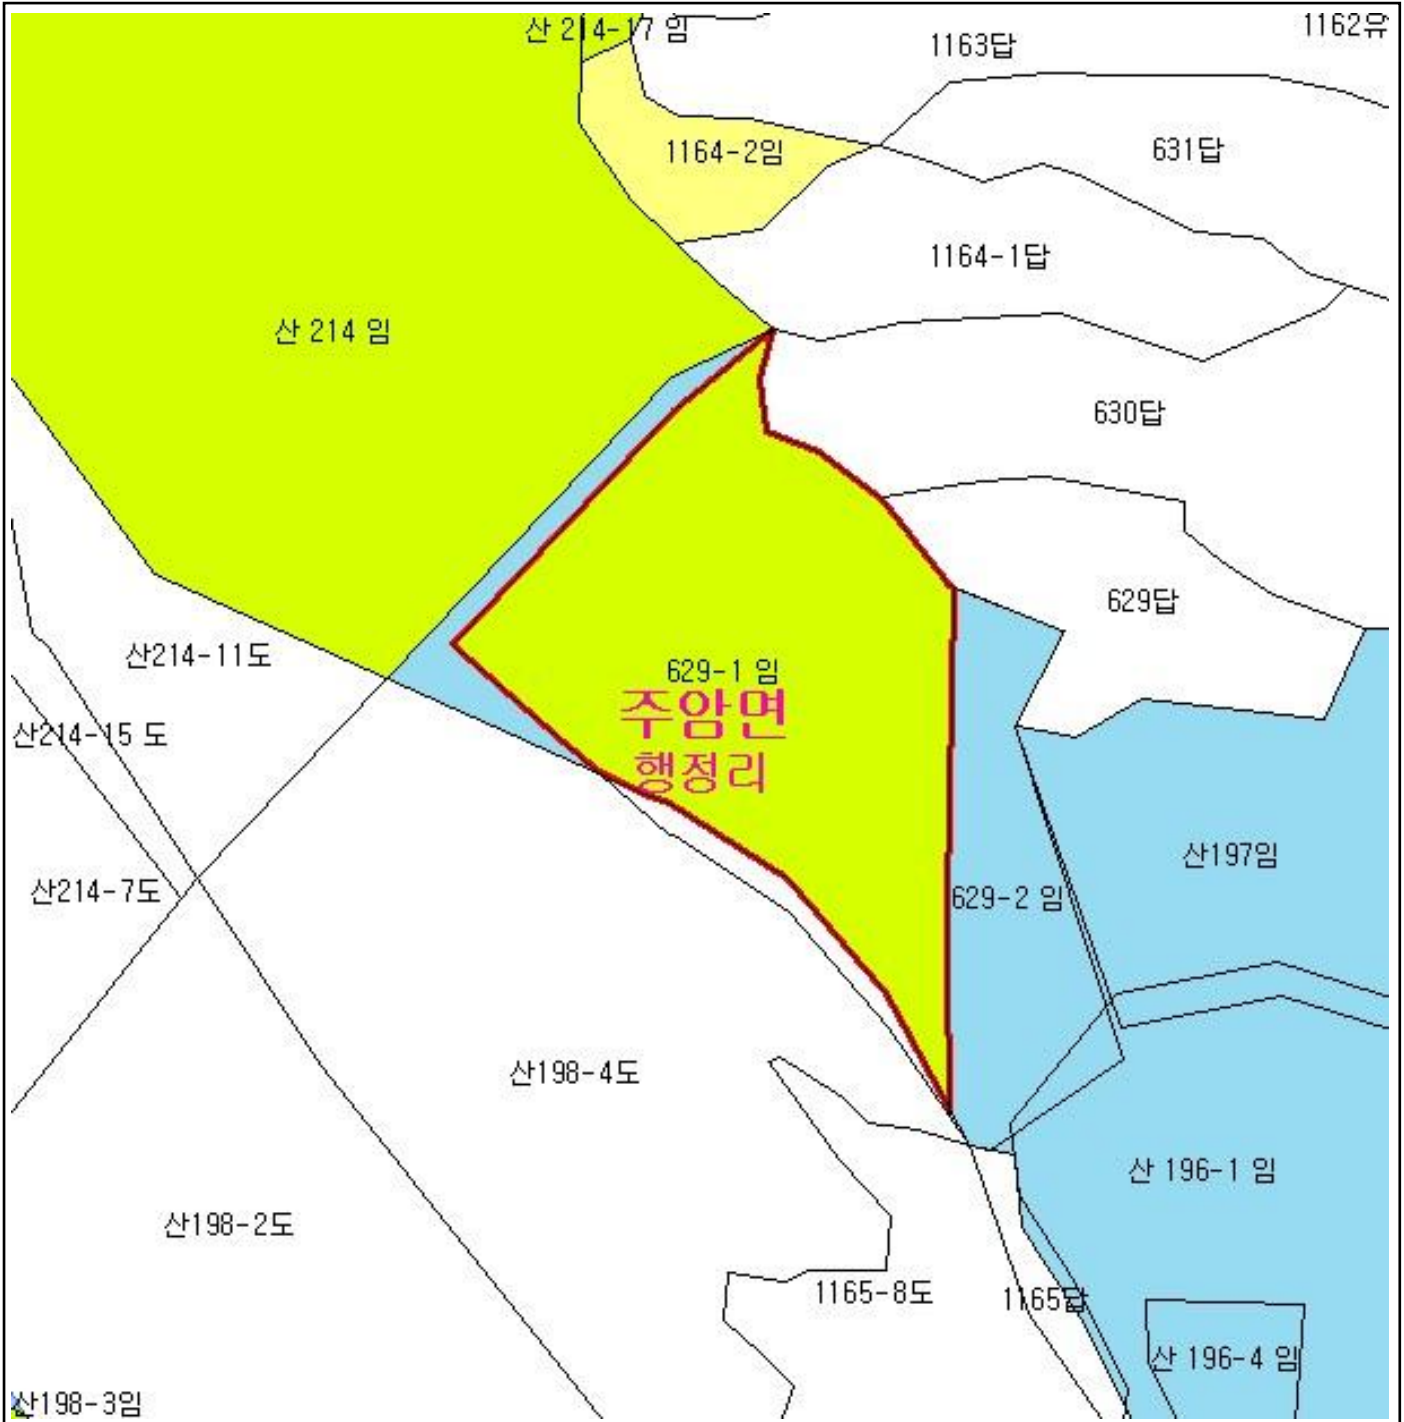 산 214-17 임
1162유
1163답
1164-2임
631답
1164-1답
산 214 임
630답
629답
산214-11도
629-1 임
주암면
행정리
산214-15 도
산197임
산214-7도
629-2 임
산198-4도
산 196-1 임
산198-2도
1165-8도
1165답
산 196-4 임
산198-3임